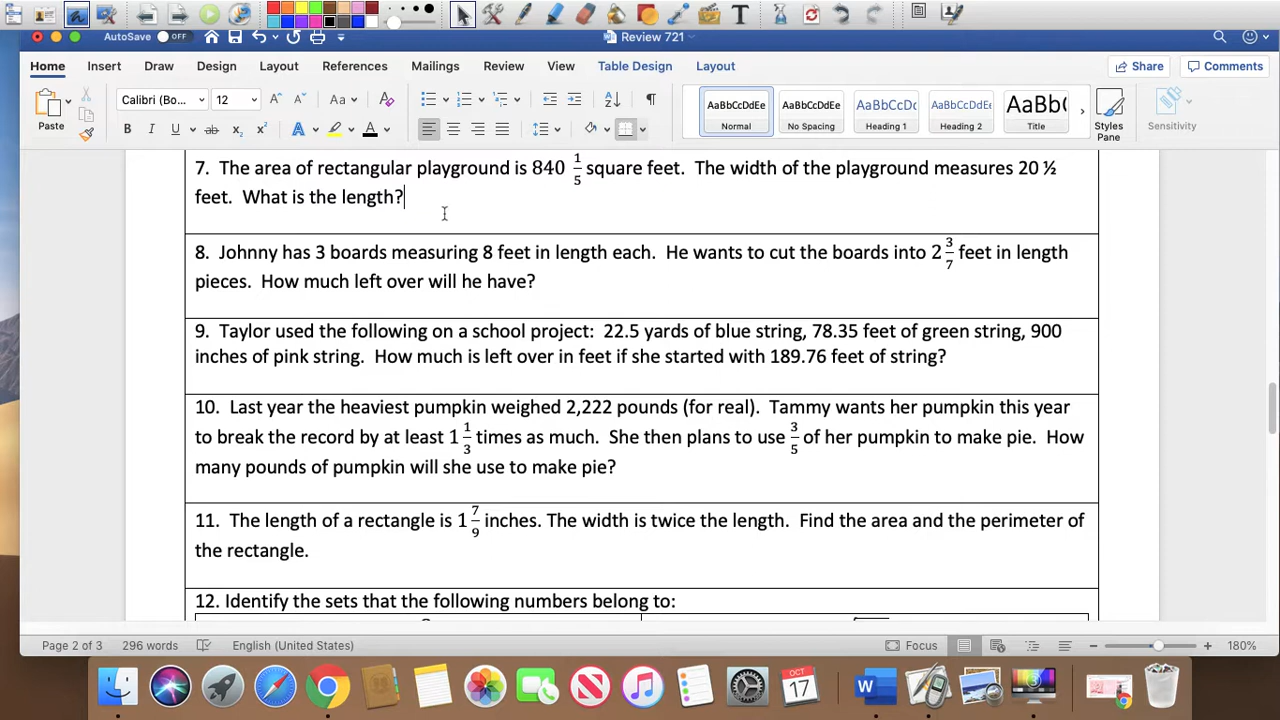 AutoSave OFF
Review 721
Home Insert Draw Design Layout References Mailings Review View Table Design Layout Share Comments
Paste
Calibri (Bo... 12
AaBbCcDdEe AaBbCcDdEe AaBbCcDc AaBbCcDdEe AaBbCcDc
Normal No Spacing Heading 1 Heading 2 Title
Styles Pane
Sensitivity
7. The area of rectangular playground is 840 1/5 square feet. The width of the playground measures 20 ½
feet. What is the length?
8. Johnny has 3 boards measuring 8 feet in length each. He wants to cut the boards into 2 3/7 feet in length
pieces. How much left over will he have?
9. Taylor used the following on a school project: 22.5 yards of blue string, 78.35 feet of green string, 900
inches of pink string. How much is left over in feet if she started with 189.76 feet of string?
10. Last year the heaviest pumpkin weighed 2,222 pounds (for real). Tammy wants her pumpkin this year
to break the record by at least 1 1/3 times as much. She then plans to use 3/5 of her pumpkin to make pie. How
many pounds of pumpkin will she use to make pie?
11. The length of a rectangle is 1 7/9 inches. The width is twice the length. Find the area and the perimeter of
the rectangle.
12. Identify the sets that the following numbers belong to:
Page 2 of 3 296 words English (United States) Focus 180%
OCT
17